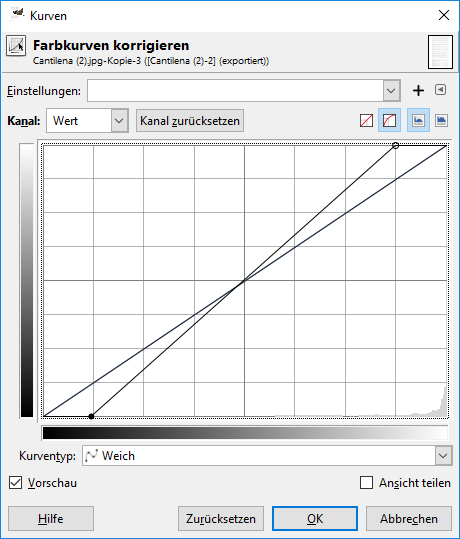 Kurven
Farbkurven korrigieren
Cantilena (2).jpg-Kopie-3 ([Cantilena (2)-2] (exportiert))
Einstellungen:
Kanal: Wert Kanal zurücksetzen
Kurventyp: Weich
Vorschau Ansicht teilen
Hilfe Zurücksetzen OK Abbrechen